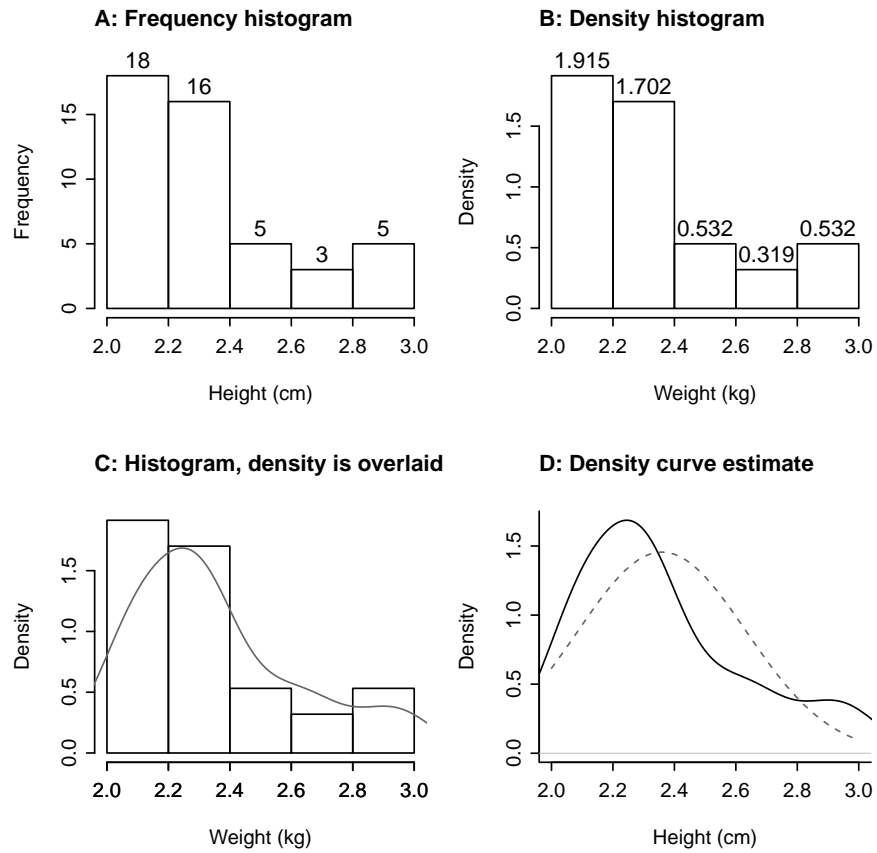 A: Frequency histogram
18
16
5
3
5
0
5
10
15
Frequency
2.0 2.2 2.4 2.6 2.8 3.0
Height (cm)
B: Density histogram
1.915
1.702
0.532
0.319
0.532
0.0
0.5
1.0
1.5
Density
2.0 2.2 2.4 2.6 2.8 3.0
Weight (kg)
C: Histogram, density is overlaid
0.0
0.5
1.0
1.5
Density
2.0 2.2 2.4 2.6 2.8 3.0
Weight (kg)
D: Density curve estimate
0.0
0.5
1.0
1.5
Density
2.0 2.2 2.4 2.6 2.8 3.0
Height (cm)